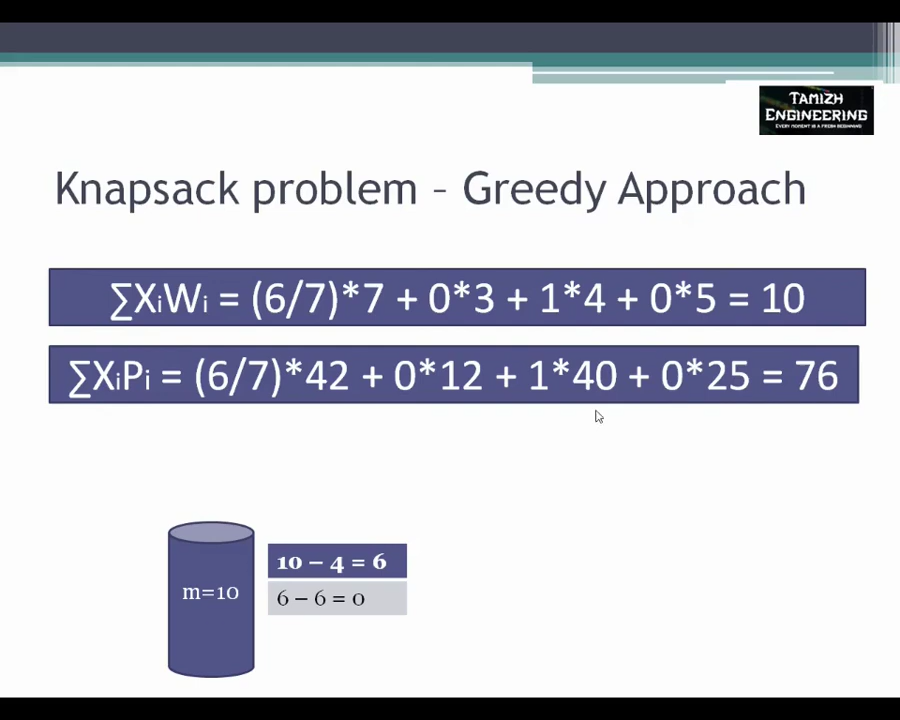 TAMIZH
ENGINEERING
EVERY MOMENT IS A FRESH BEGINNING
Knapsack problem – Greedy Approach
∑XiWi = (6/7)*7 + 0*3 + 1*4 + 0*5 = 10
∑XiPi = (6/7)*42 + 0*12 + 1*40 + 0*25 = 76
10 – 4 = 6
m=10
6 – 6 = 0